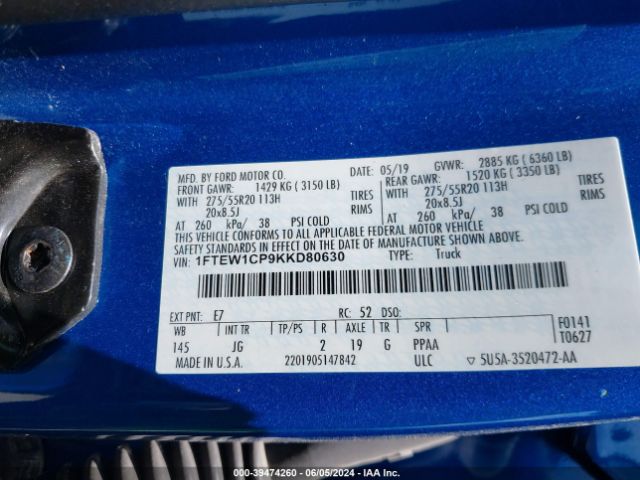 MFD. BY FORD MOTOR CO.
DATE: 05/19 GVWR: 2885 KG ( 6360 LB)
FRONT GAWR: 1429 KG ( 3150 LB)
REAR GAWR: 1520 KG ( 3350 LB)
WITH 275/55R20 113H TIRES
WITH 275/55R20 113H TIRES
20x8.5J RIMS
20x8.5J RIMS
AT 260 kPa/ 38 PSI COLD
AT 260 kPa/ 38 PSI COLD
THIS VEHICLE CONFORMS TO ALL APPLICABLE FEDERAL MOTOR VEHICLE
SAFETY STANDARDS IN EFFECT ON THE DATE OF MANUFACTURE SHOWN ABOVE.
VIN: 1FTEW1CP9KKD80630 TYPE: Truck
EXT PNT: E7 RC: 52 DSO: F0141
WB INT TR TP/PS R AXLE TR SPR T0627
145 JG 2 19 G PPAA
MADE IN U.S.A. 2201905147842 ULC ▽ 5U5A-3520472-AA
000-39474260 - 06/05/2024 - IAA Inc.